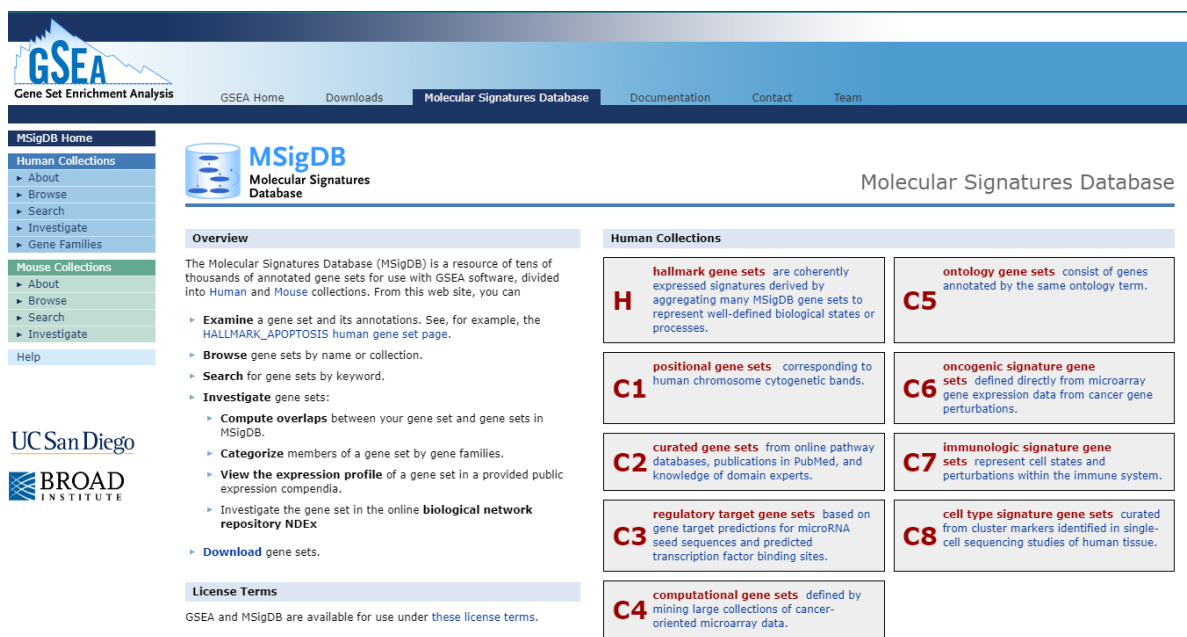 GSEA
Gene Set Enrichment Analysis
GSEA Home
Downloads
Molecular Signatures Database
Documentation
Contact
Team
MSigDB Home
Human Collections
► About
► Browse
► Search
► Investigate
► Gene Families
Mouse Collections
► About
► Browse
► Search
► Investigate
Help
UC San Diego
BROAD
INSTITUTE
MSigDB
Molecular Signatures
Database
Molecular Signatures Database
Overview
The Molecular Signatures Database (MSigDB) is a resource of tens of
thousands of annotated gene sets for use with GSEA software, divided
into Human and Mouse collections. From this web site, you can
► Examine a gene set and its annotations. See, for example, the
HALLMARK_APOPTOSIS human gene set page.
► Browse gene sets by name or collection.
► Search for gene sets by keyword.
► Investigate gene sets:
► Compute overlaps between your gene set and gene sets in
MSigDB.
► Categorize members of a gene set by gene families.
► View the expression profile of a gene set in a provided public
expression compendia.
► Investigate the gene set in the online biological network
repository NDEx
► Download gene sets.
License Terms
GSEA and MSigDB are available for use under these license terms.
Human Collections
H
hallmark gene sets are coherently
expressed signatures derived by
aggregating many MSigDB gene sets to
represent well-defined biological states or
processes.
C1
positional gene sets corresponding to
human chromosome cytogenetic bands.
C2
curated gene sets from online pathway
databases, publications in PubMed, and
knowledge of domain experts.
C3
regulatory target gene sets based on
gene target predictions for microRNA
seed sequences and predicted
transcription factor binding sites.
C4
computational gene sets defined by
mining large collections of cancer-
oriented microarray data.
C5
ontology gene sets consist of genes
annotated by the same ontology term.
C6
oncogenic signature gene
sets defined directly from microarray
gene expression data from cancer gene
perturbations.
C7
immunologic signature gene
sets represent cell states and
perturbations within the immune system.
C8
cell type signature gene sets curated
from cluster markers identified in single-
cell sequencing studies of human tissue.